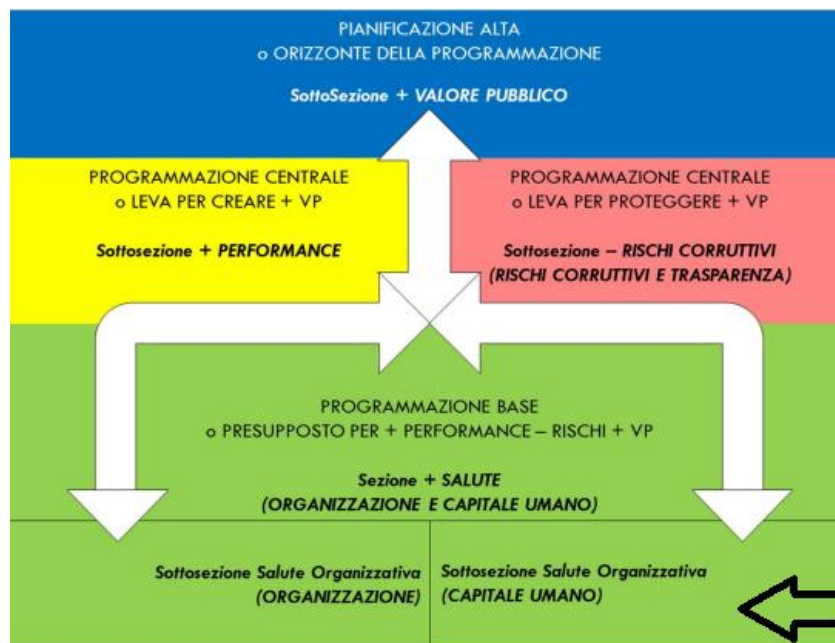 PIANIFICAZIONE ALTA
o ORIZZONTE DELLA PROGRAMMAZIONE
SottoSezione + VALORE PUBBLICO
PROGRAMMAZIONE CENTRALE
o LEVA PER CREARE + VP
Sottosezione + PERFORMANCE
PROGRAMMAZIONE CENTRALE
o LEVA PER PROTEGGERE + VP
Sottosezione – RISCHI CORRUTTIVI
(RISCHI CORRUTTIVI E TRASPARENZA)
PROGRAMMAZIONE BASE
o PRESUPPOSTO PER + PERFORMANCE – RISCHI + VP
Sezione + SALUTE
(ORGANIZZAZIONE E CAPITALE UMANO)
Sottosezione Salute Organizzativa
(ORGANIZZAZIONE)
Sottosezione Salute Organizzativa
(CAPITALE UMANO)